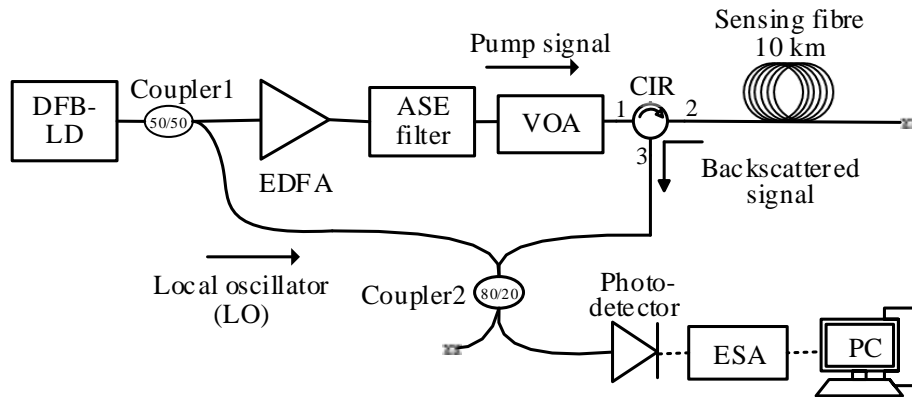 Sensing fibre
10 km
Pump signal
Coupler1
CIR
DFB-
LD
50/50
ASE
filter
VOA
1
2
3
EDFA
Backscattered
signal
Local oscillator
(LO)
Coupler2
80/20
Photo-
detector
ESA
PC